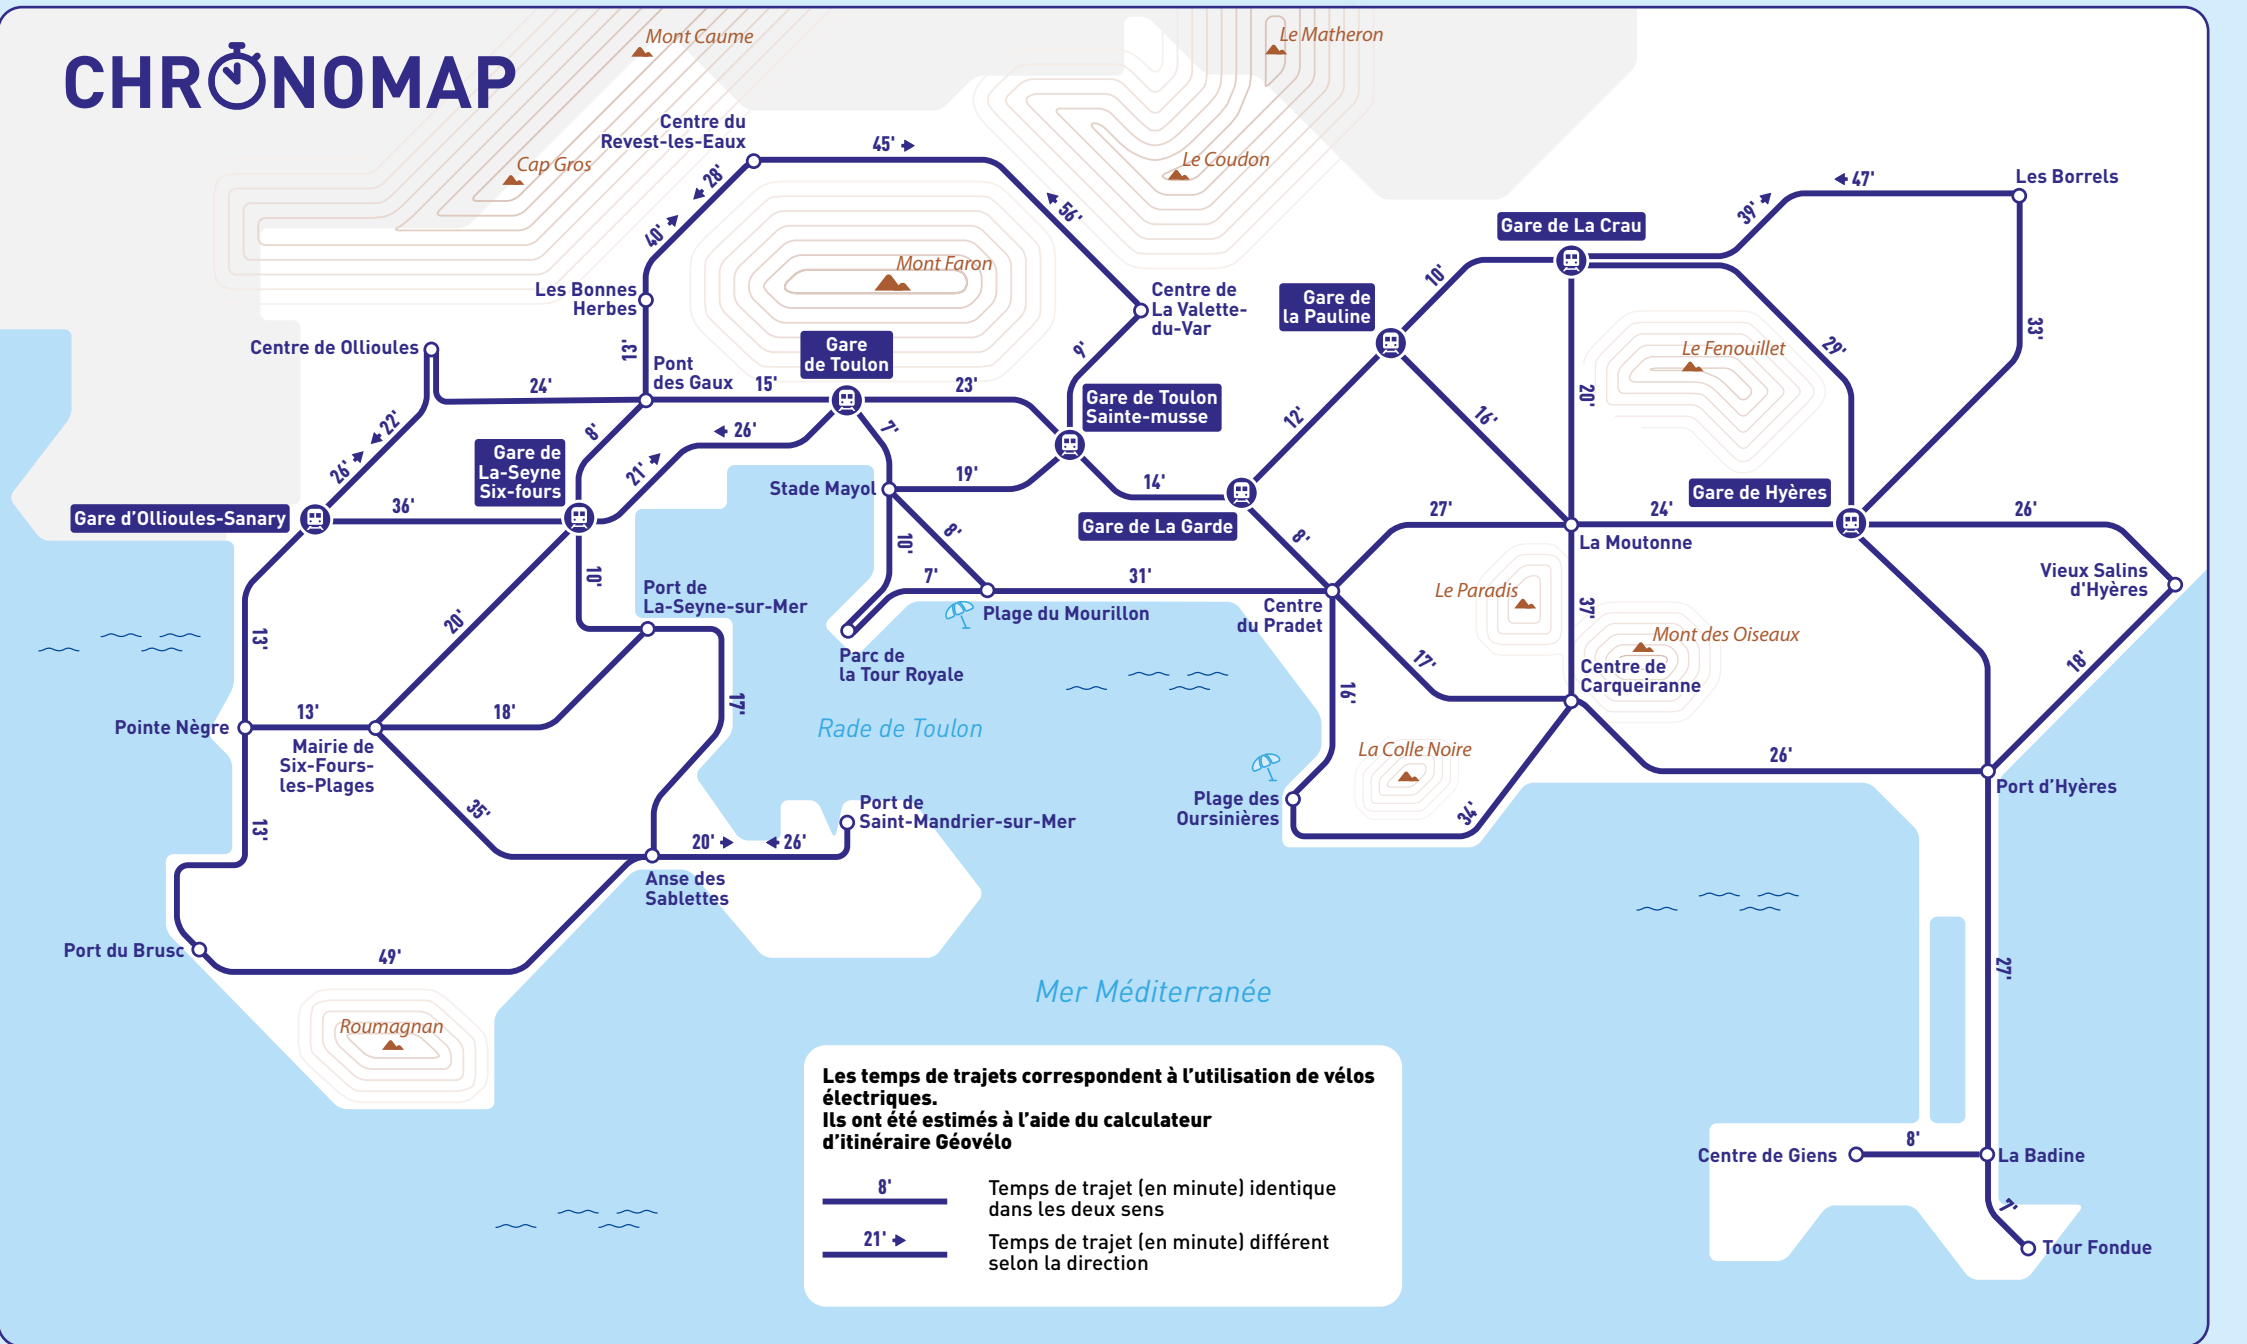 CHRONOMAP
Mont Caume
Le Matheron
Centre du
Revest-les-Eaux
45'
Cap Gros
Le Coudon
28'
40'
56'
47'
39'
Les Borrels
Gare de La Crau
Mont Faron
10'
Les Bonnes
Herbes
Centre de
La Valette-
du-Var
Gare de
la Pauline
33'
Centre de Ollioules
13'
Gare
de Toulon
9'
Le Fenouillet
29'
Pont
des Gaux
24'
15'
23'
20'
Gare de Toulon
Sainte-musse
12'
16'
22'
26'
8'
26'
21'
7'
Gare de
La-Seyne
Six-fours
Stade Mayol
19'
14'
Gare de Hyères
36'
27'
24'
26'
Gare d'Ollioules-Sanary
Gare de La Garde
8'
10'
8'
La Moutonne
10'
7'
31'
Port de
La-Seyne-sur-Mer
Vieux Salins
d'Hyères
Le Paradis
37'
Plage du Mourillon
Centre
du Pradet
13'
20'
Mont des Oiseaux
Parc de
la Tour Royale
17'
Centre de
Carqueiranne
18'
16'
17'
Pointe Nègre
13'
18'
Rade de Toulon
Mairie de
Six-Fours-
les-Plages
La Colle Noire
26'
Port d'Hyères
Plage des
Oursinières
34'
35'
13'
Port de
Saint-Mandrier-sur-Mer
20'
26'
Anse des
Sablettes
Port du Brusc
49'
27'
Mer Méditerranée
Roumagnan
Les temps de trajets correspondent à l'utilisation de vélos
électriques.
Ils ont été estimés à l'aide du calculateur
d'itinéraire Géovélo
8'
Temps de trajet (en minute) identique
dans les deux sens
21'
Temps de trajet (en minute) différent
selon la direction
Centre de Giens
8'
La Badine
7'
Tour Fondue